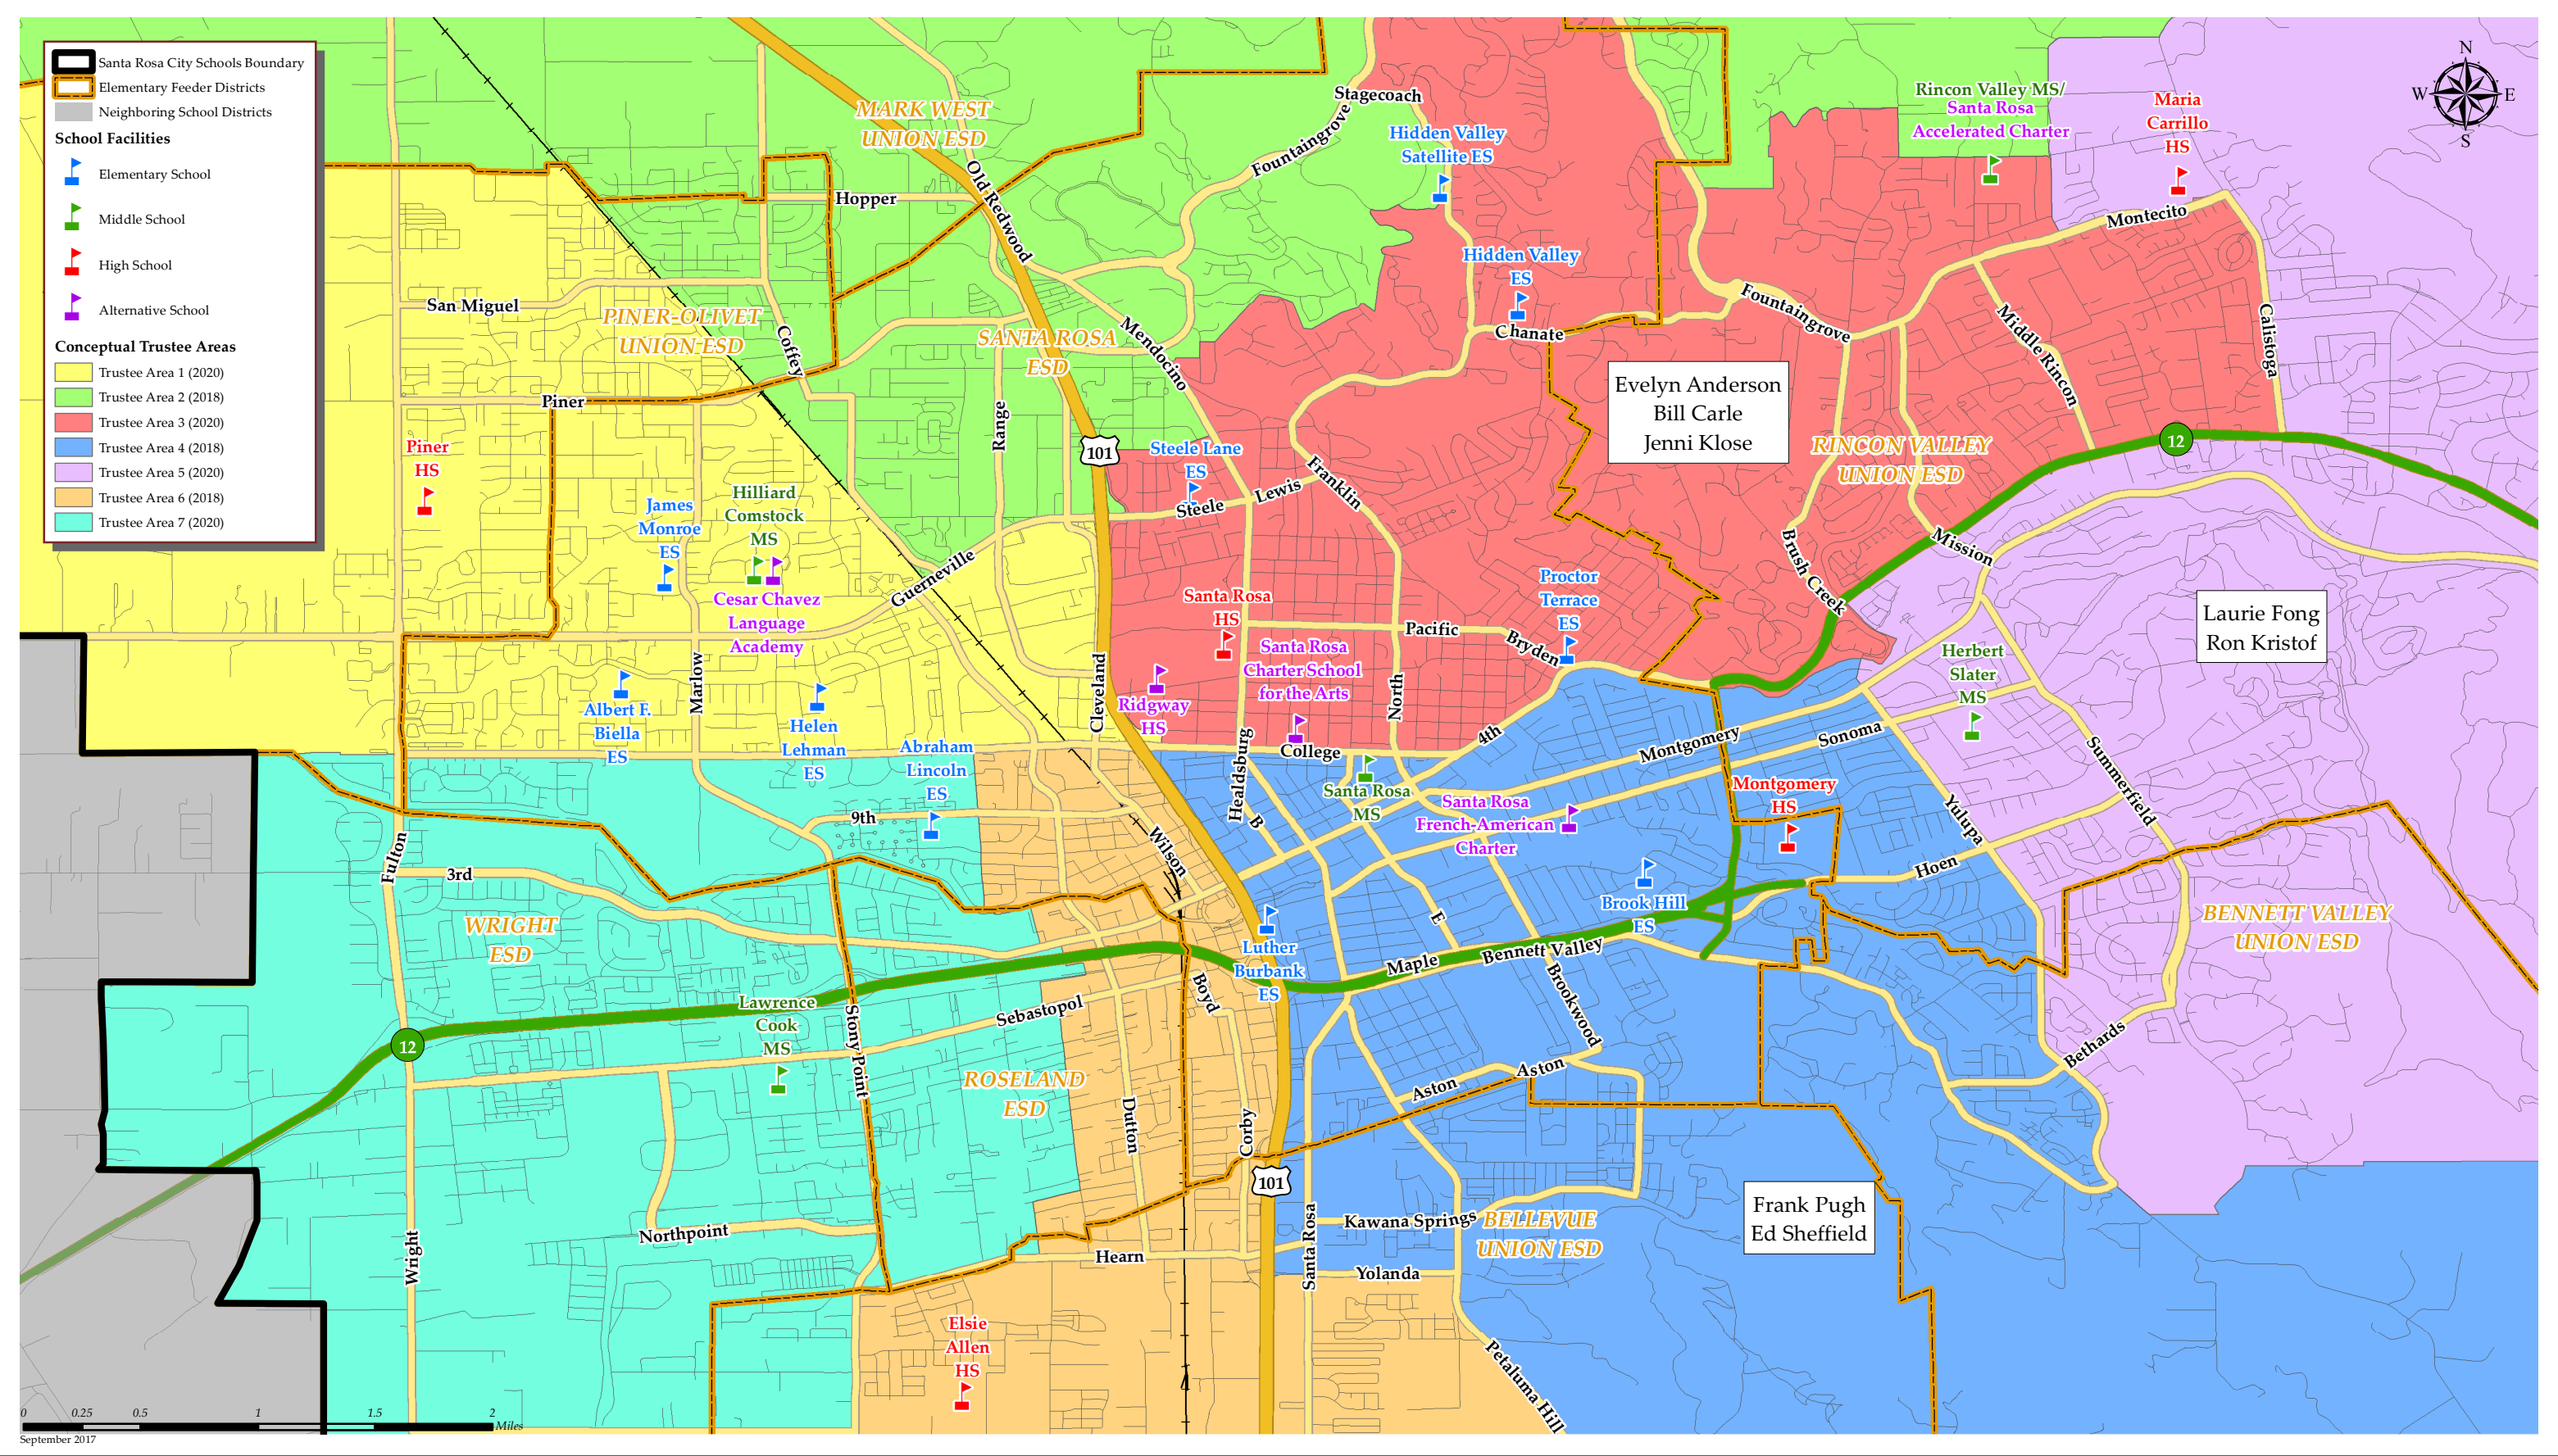 Santa Rosa City Schools Boundary
Elementary Feeder Districts
Neighboring School Districts
School Facilities
Elementary School
Middle School
High School
Alternative School
Conceptual Trustee Areas
Trustee Area 1 (2020)
Trustee Area 2 (2018)
Trustee Area 3 (2020)
Trustee Area 4 (2018)
Trustee Area 5 (2020)
Trustee Area 6 (2018)
Trustee Area 7 (2020)
N
W
E
S
MARK WEST
UNION ESD
Stagecoach
Fountaingrove
Hidden Valley
Satellite ES
Rincon Valley MS/
Santa Rosa
Accelerated Charter
Maria
Carrillo
HS
Montecito
Old Redwood
Hopper
Hidden Valley
ES
Chanate
Fountaingrove
Middle Rincon
Calistoga
San Miguel
PINER-OLIVET
UNION ESD
Coffey
SANTA ROSA
ESD
Mendocino
Evelyn Anderson
Bill Carle
Jenni Klose
RINCON VALLEY
UNION ESD
12
Piner
Range
101
Piner
HS
Steele Lane
ES
Steele
Lewis
Franklin
James
Monroe
ES
Hilliard
Comstock
MS
Cesar Chavez
Language
Academy
Guerneville
Brush Creek
Mission
Santa Rosa
HS
Proctor
Terrace
ES
Pacific
Bryden
Laurie Fong
Ron Kristof
Marlow
Cleveland
Albert F.
Biella
ES
Helen
Lehman
ES
Abraham
Lincoln
ES
Ridgway
HS
Santa Rosa
Charter School
for the Arts
North
Herbert
Slater
MS
College
4th
Montgomery
Sonoma
Summerfield
Healdsburg
B
Santa Rosa
MS
Santa Rosa
French-American
Charter
Montgomery
HS
Yulupa
Hoen
9th
Wilson
Fulton
3rd
WRIGHT
ESD
Luther
Burbank
ES
E
Brook Hill
ES
Maple
Bennett Valley
Brookwood
BENNETT VALLEY
UNION ESD
Lawrence
Cook
MS
12
Stony Point
Sebastopol
Boyd
Bethards
ROSELAND
ESD
Dutton
Corby
Aston
Aston
101
Wright
Northpoint
Hearn
Santa Rosa
Kawana Springs
BELLEVUE
UNION ESD
Yolanda
Frank Pugh
Ed Sheffield
Elsie
Allen
HS
Petaluma Hill
0 0.25 0.5 1 1.5 2
Miles
September 2017